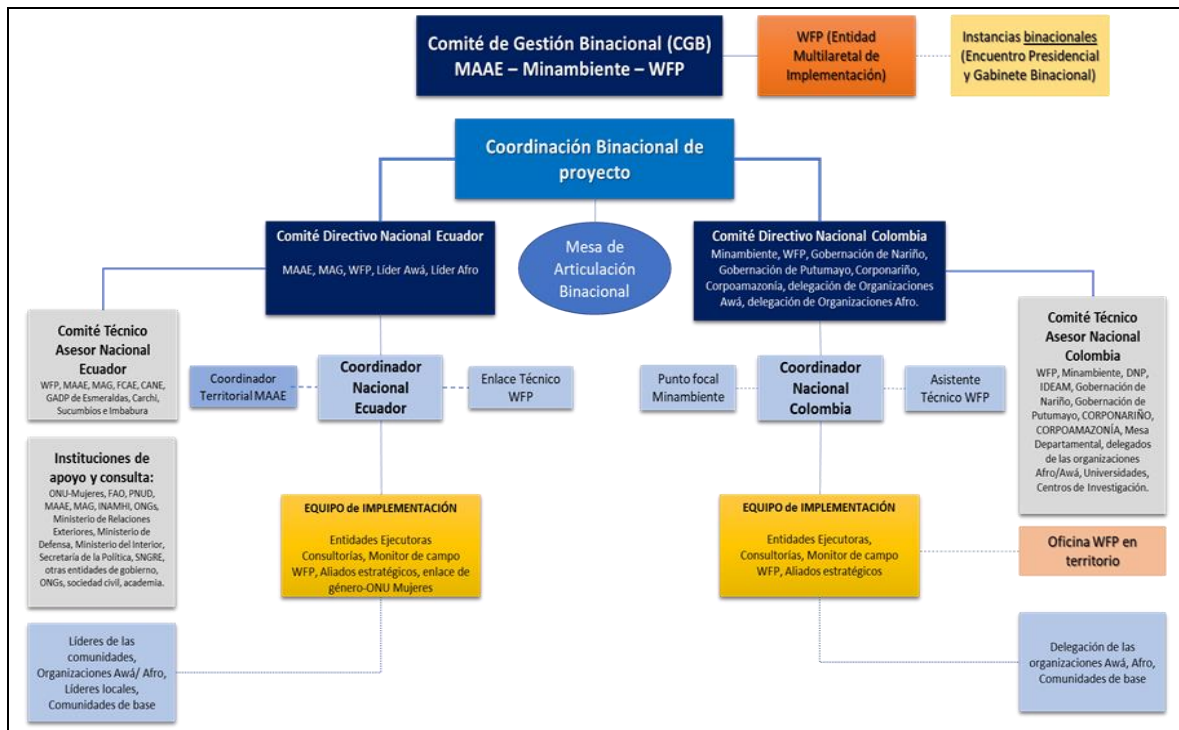 Comité de Gestión Binacional (CGB)
MAAE – Minambiente – WFP
WFP (Entidad
Multilaretal de
Implementación)
Instancias binacionales
(Encuentro Presidencial
y Gabinete Binacional)
Coordinación Binacional de
proyecto
Comité Directivo Nacional Ecuador
MAAE, MAG, WFP, Líder Awá, Líder Afro
Mesa de
Articulación
Binacional
Comité Directivo Nacional Colombia
Minambiente, WFP, Gobernación de Nariño,
Gobernación de Putumayo, Corponariño,
Corpoamazonía, delegación de Organizaciones
Awá, delegación de Organizaciones Afro.
Comité Técnico
Asesor Nacional
Ecuador
WFP, MAAE, MAG, FCAE, CANE,
GADP de Esmeraldas, Carchi,
Sucumbíos e Imbabura
Coordinador
Territorial MAAE
Coordinador
Nacional
Ecuador
Enlace Técnico
WFP
Punto focal
Minambiente
Coordinador
Nacional
Colombia
Asistente
Técnico WFP
Comité Técnico
Asesor Nacional
Colombia
WFP, Minambiente, DNP,
IDEAM, Gobernación de
Nariño, Gobernación de
Putumayo, CORPONARIÑO,
CORPOAMAZONÍA, Mesa
Departamental, delegados
de las organizaciones
Afro/Awá, Universidades,
Centros de Investigación.
Instituciones de
apoyo y consulta:
ONU-Mujeres, FAO, PNUD,
MAAE, MAG, INAMHI, ONGs,
Ministerio de Relaciones
Exteriores, Ministerio de
Defensa, Ministerio del Interior,
Secretaría de la Política, SNGRE,
otras entidades de gobierno,
ONGs, sociedad civil, academia.
EQUIPO de IMPLEMENTACIÓN
Entidades Ejecutoras
Consultorías, Monitor de campo
WFP, Aliados estratégicos, enlace de
género-ONU Mujeres
EQUIPO de IMPLEMENTACIÓN
Entidades Ejecutoras,
Consultorías, Monitor de campo
WFP, Aliados estratégicos
Oficina WFP en
territorio
Líderes de las
comunidades,
Organizaciones Awá/ Afro,
Líderes locales,
Comunidades de base
Delegación de las
organizaciones Awá, Afro,
Comunidades de base